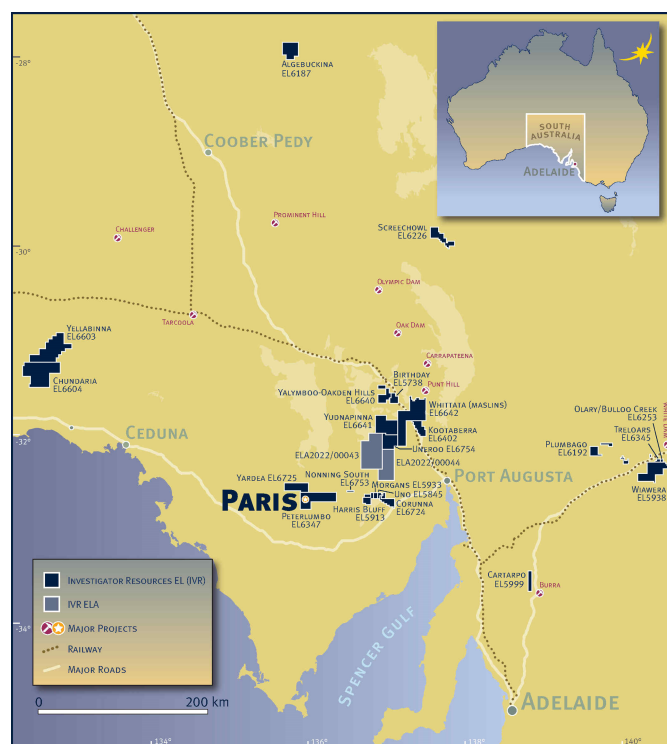 -28°
ALGEBUCKINA
EL6187
COOBER PEDY
SOUTH
AUSTRALIA
ADELAIDE
CHALLENGER
PROMINENT HILL
SCREECHOWL
EL6226
-30°
OLYMPIC DAM
TARCOOLA
OAK DAM
YELLABINNA
EL6603
CHUNDARIA
EL6604
CARRAPATEENA
BIRTHDAY
EL5738
PUNT HILL
YALYMBOO-OAKDEN HILLS
EL6640
WHITTATA (MASLINS)
EL6642
YUDNAPINNA
EL6641
KOOTABERRA
EL6402
UNEROO EL6754
OLARY/BULLOO CREEK
EL6253
TRELOARS
EL6345
PLUMBAGO
EL6192
WIAWERA
EL5938
-32°
CEDUNA
ELA2022/00043
ELA2022/00044
NONNING SOUTH
EL6753
YARDEA EL6725
MORGANS EL5933
UNO EL5845
PORT AUGUSTA
PARIS
PETERLUMBO
EL6347
HARRIS BLUFF
EL5913
CORUNNA
EL6724
CARTARPO
EL5999
BURRA
INVESTIGATOR RESOURCES EL (IVR)
IVR ELA
MAJOR PROJECTS
RAILWAY
MAJOR ROADS
-34°
SPENCER GULF
0
200 km
ADELAIDE
134°
136°
138°
140°